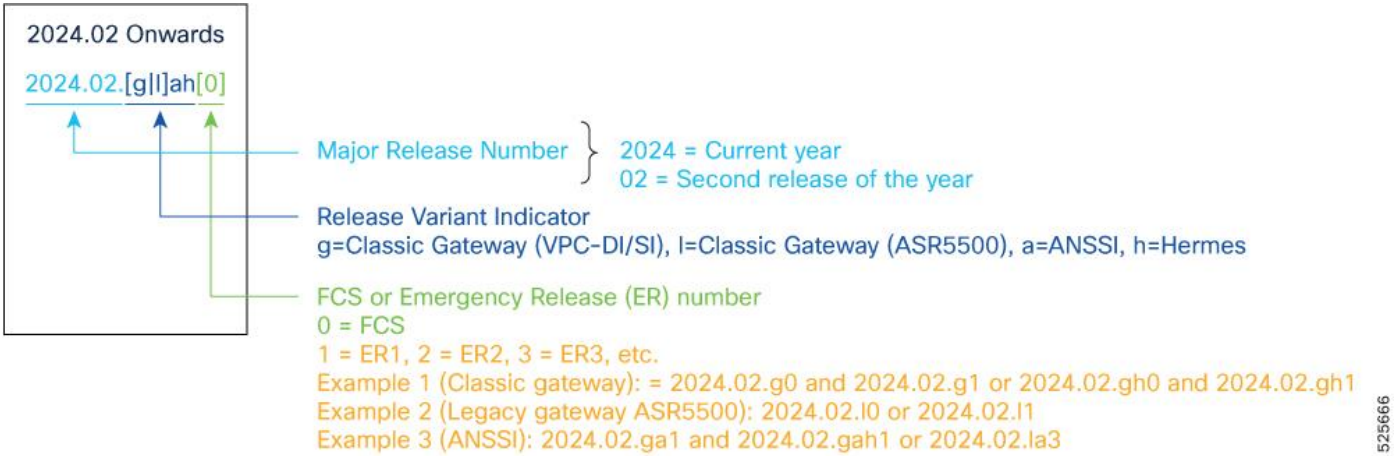 2024.02 Onwards
2024.02.[g|l]ah[0]
Major Release Number
2024 = Current year
02 = Second release of the year
Release Variant Indicator
g=Classic Gateway (VPC-DI/SI), l=Classic Gateway (ASR5500), a=ANSSI, h=Hermes
FCS or Emergency Release (ER) number
0 = FCS
1 = ER1, 2 = ER2, 3 = ER3, etc.
Example 1 (Classic gateway): = 2024.02.g0 and 2024.02.g1 or 2024.02.gh0 and 2024.02.gh1
Example 2 (Legacy gateway ASR5500): 2024.02.l0 or 2024.02.l1
Example 3 (ANSSI): 2024.02.ga1 and 2024.02.gah1 or 2024.02.la3
525666